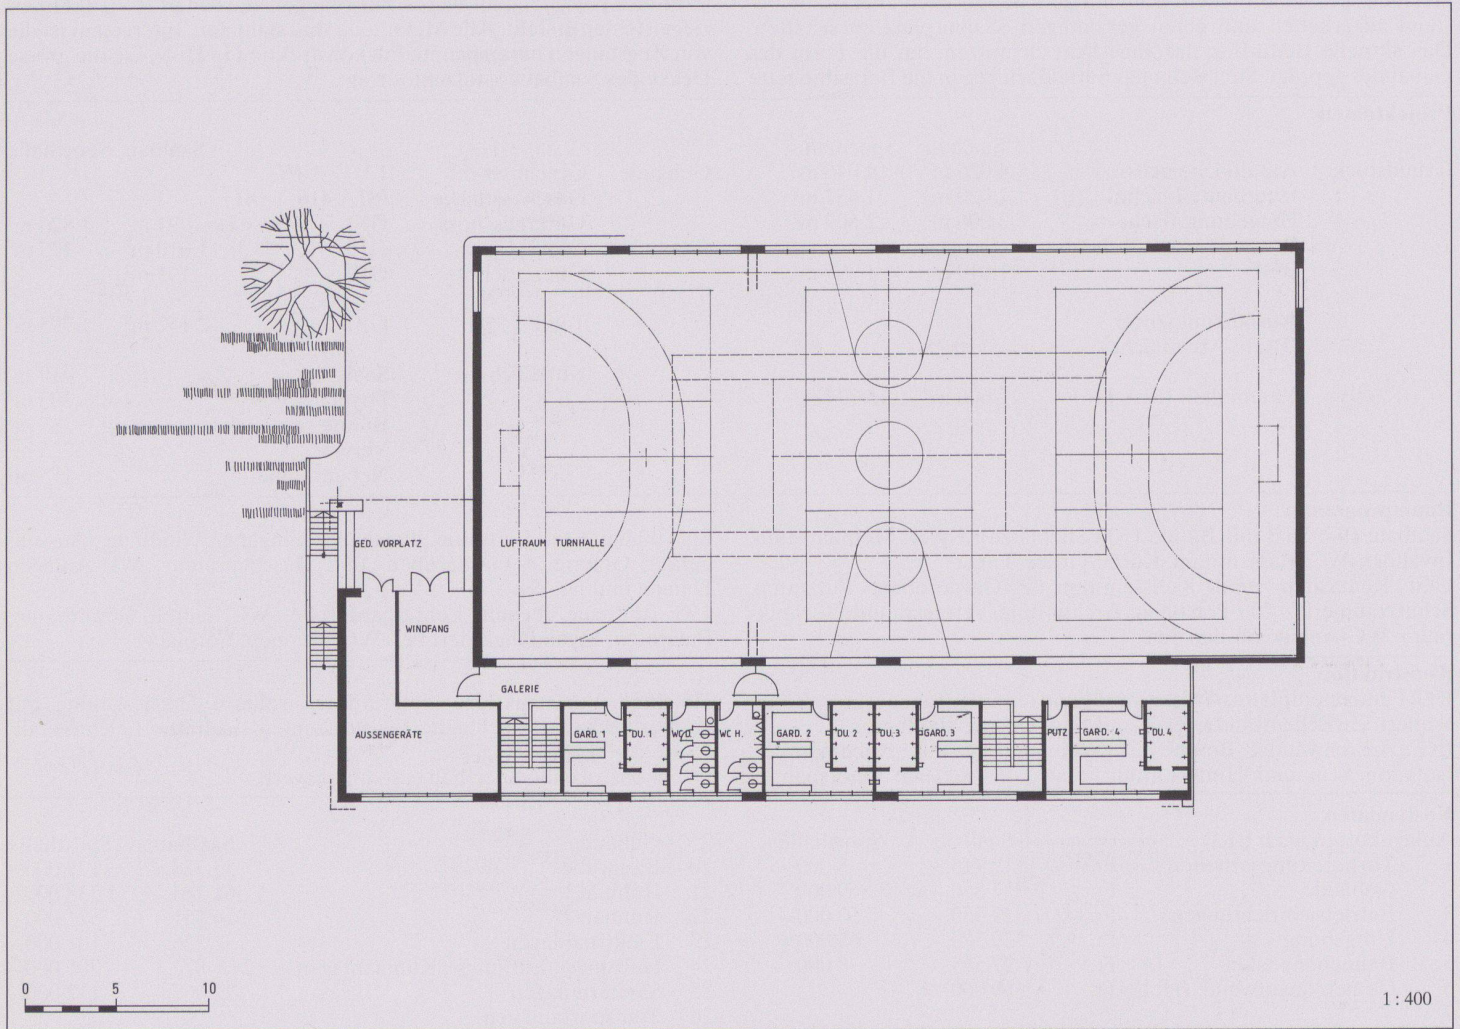 GED. VORPLATZ
LUFTRAUM TURNHALLE
WINDFANG
GALERIE
AUSSENGERÄTE
GARD. 1
DU. 1
WC D.
WC H.
GARD. 2
DU. 2
DU. 3
GARD. 3
PUTZ
GARD. 4
DU. 4
0 5 10
1 : 400